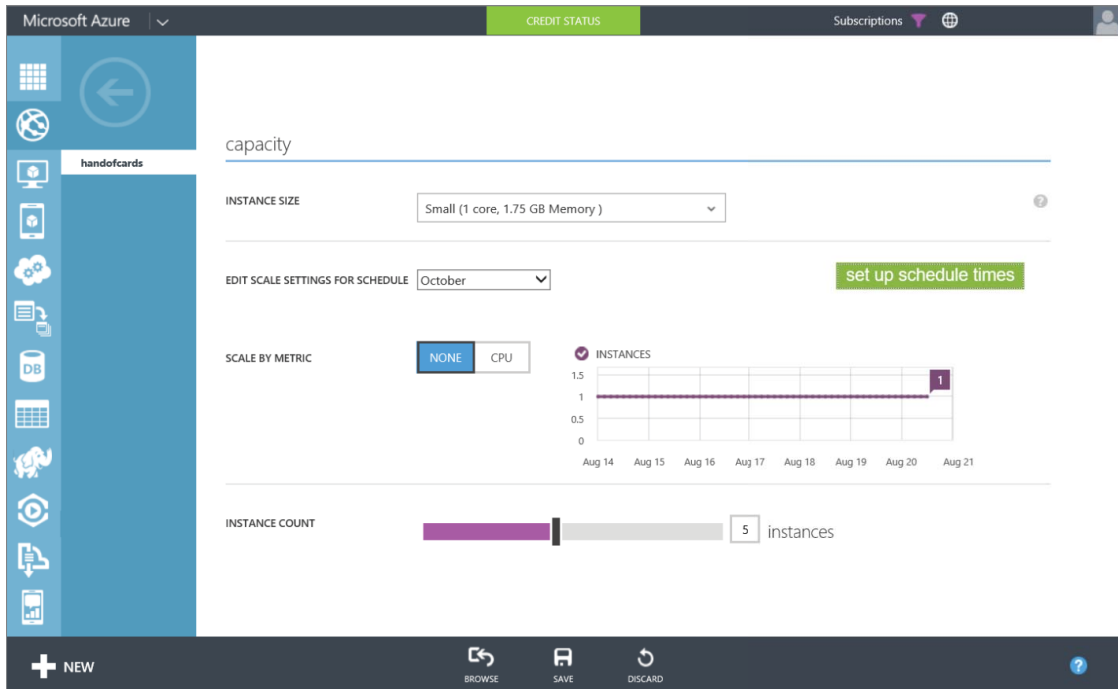 Microsoft Azure
CREDIT STATUS
Subscriptions
handofcards
capacity
INSTANCE SIZE
Small (1 core, 1.75 GB Memory )
?
EDIT SCALE SETTINGS FOR SCHEDULE
October
set up schedule times
SCALE BY METRIC
NONE
CPU
INSTANCES
1.5
1
0.5
0
1
Aug 14 Aug 15 Aug 16 Aug 17 Aug 18 Aug 19 Aug 20 Aug 21
DB
INSTANCE COUNT
5
instances
NEW
BROWSE
SAVE
DISCARD
?